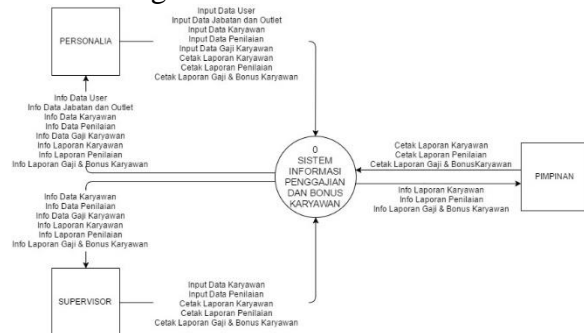 Input Data User
Input Data Jabatan dan Outlet
Input Data Karyawan
Input Data Penilaian
Input Data Gaji Karyawan
Cetak Laporan Karyawan
Cetak Laporan Penilaian
Cetak Laporan Gaji & Bonus Karyawan
PERSONALIA
Info Data User
Info Data Jabatan dan Outlet
Info Data Karyawan
Info Data Penilaian
Info Data Gaji Karyawan
Info Laporan Karyawan
Info Laporan Penilaian
Info Laporan Gaji & Bonus Karyawan
0
SISTEM
INFORMASI
PENGGAJIAN
DAN BONUS
KARYAWAN
Cetak Laporan Karyawan
Cetak Laporan Penilaian
Cetak Laporan Gaji & BonusKaryawan
PIMPINAN
Info Laporan Karyawan
Info Laporan Penilaian
Info Laporan Gaji & Bonus Karyawan
Info Data Karyawan
Info Data Penilaian
Info Data Gaji Karyawan
Info Laporan Karyawan
Info Laporan Penilaian
Info Laporan Gaji & Bonus Karyawan
SUPERVISOR
Input Data Karyawan
Input Data Penilaian
Cetak Laporan Karyawan
Cetak Laporan Penilaian
Cetak Laporan Gaji & Bonus Karyawan